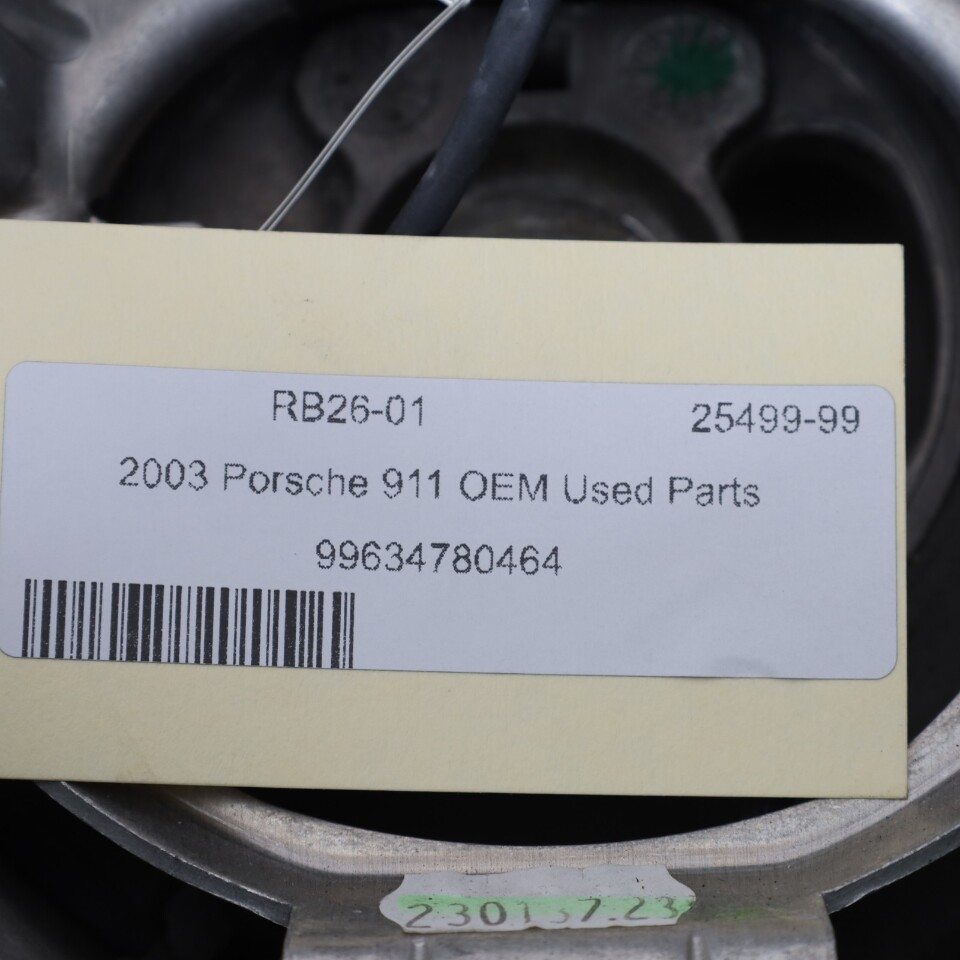 RB26-01 25499-99
2003 Porsche 911 OEM Used Parts
99634780464